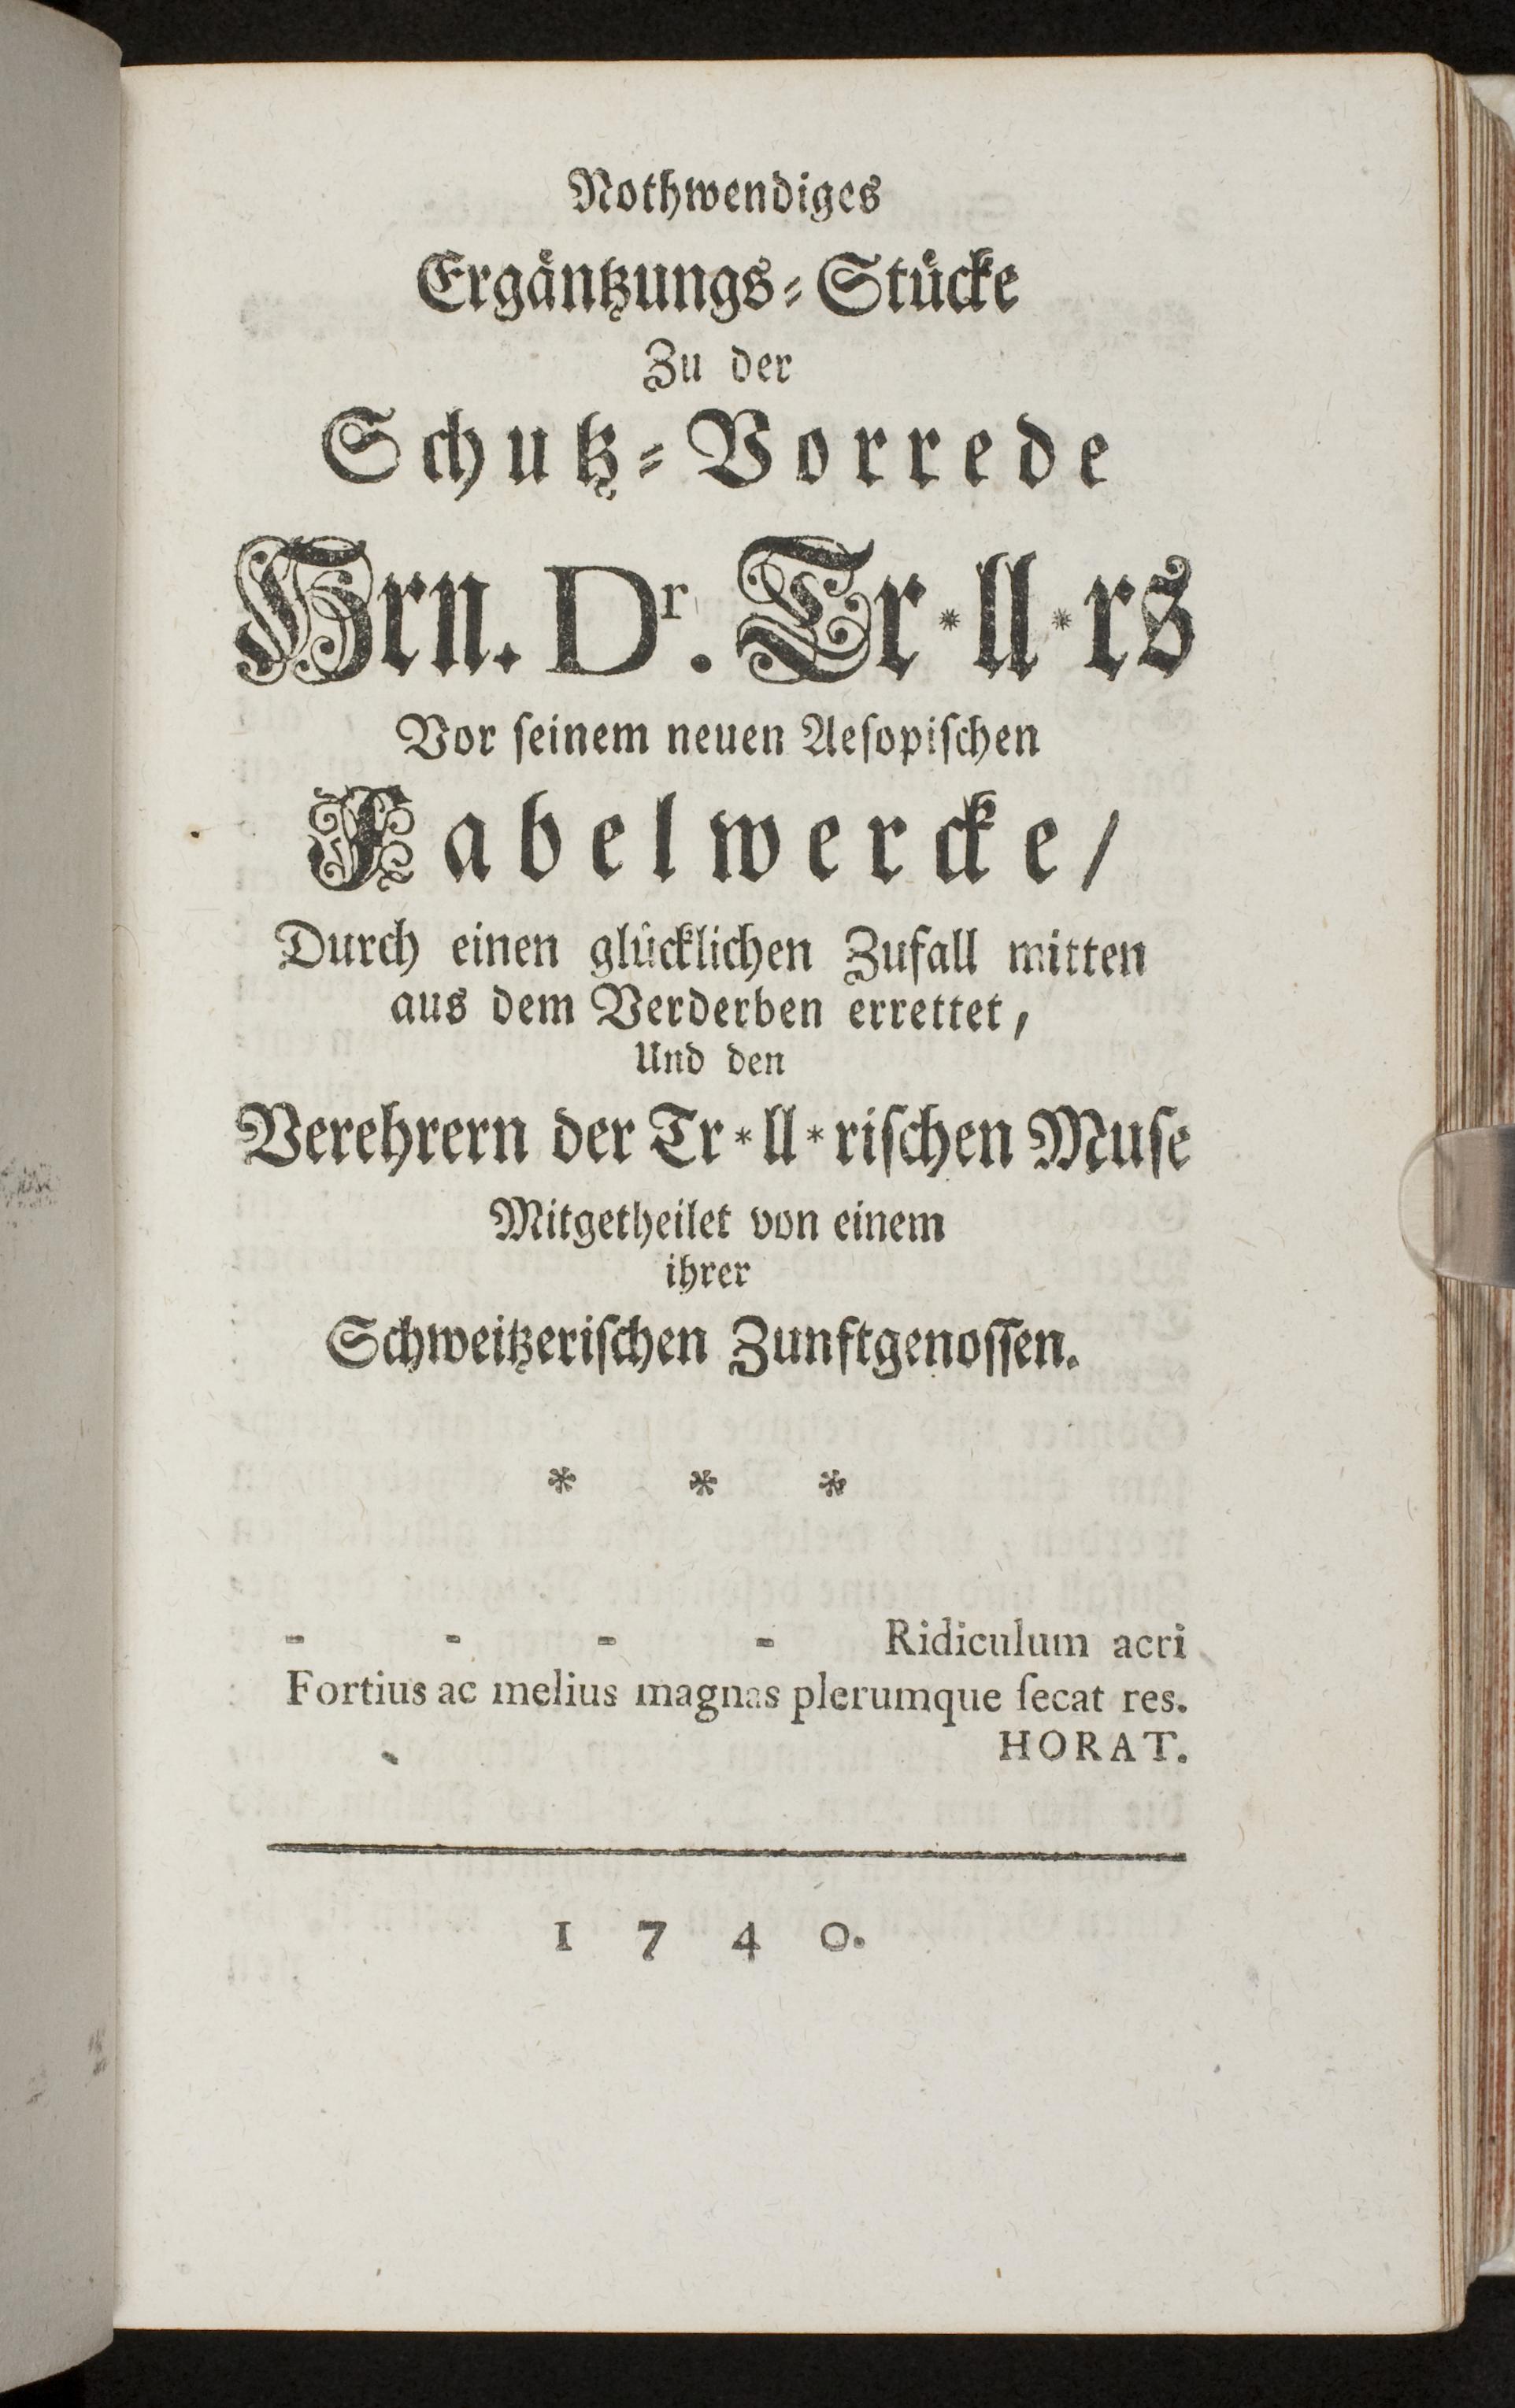 Nothwendiges
Ergäntzungs-Stücke
Zu der
Schutz-Vorrede
Hrn. Dr. Tr*ll*rs
Vor ſeinem neuen Aeſopiſchen
Fabelwercke/
Durch einen glücklichen Zufall mitten
aus dem Verderben errettet,
Und den
Verehrern der Tr*ll*riſchen Muſe
Mitgetheilet von einem
ihrer
Schweitzeriſchen Zunftgenoſſen.
* * *
- - - - Ridiculum acri
Fortius ac melius magnas plerumque ſecat res.
HORAT.
1740.